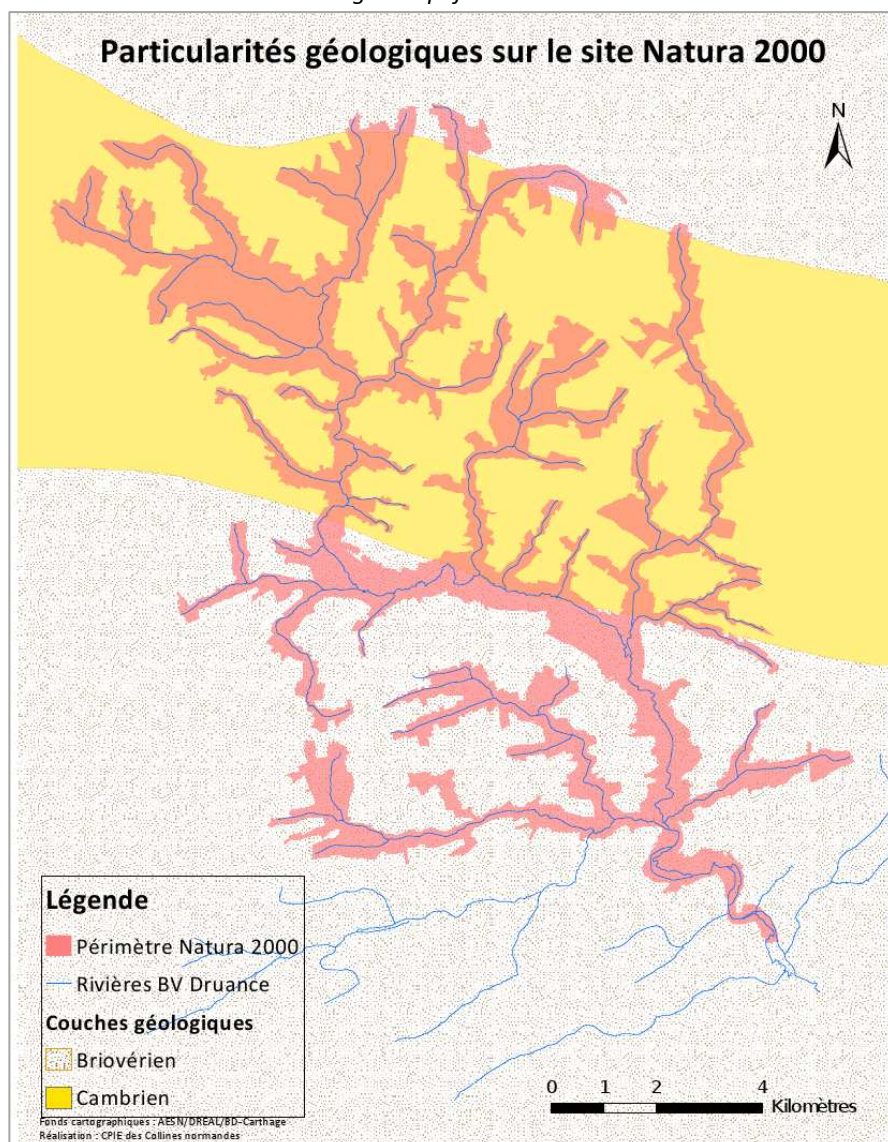 Particularités géologiques sur le site Natura 2000
N
Légende
Périmètre Natura 2000
Rivières BV Druance
Couches géologiques
Briovérien
Cambrien
0 1 2 4
Kilomètres
Fonds cartographiques : AESN/DREAL/BD-Carthage
Réalisation : CPIE des Collines normandes